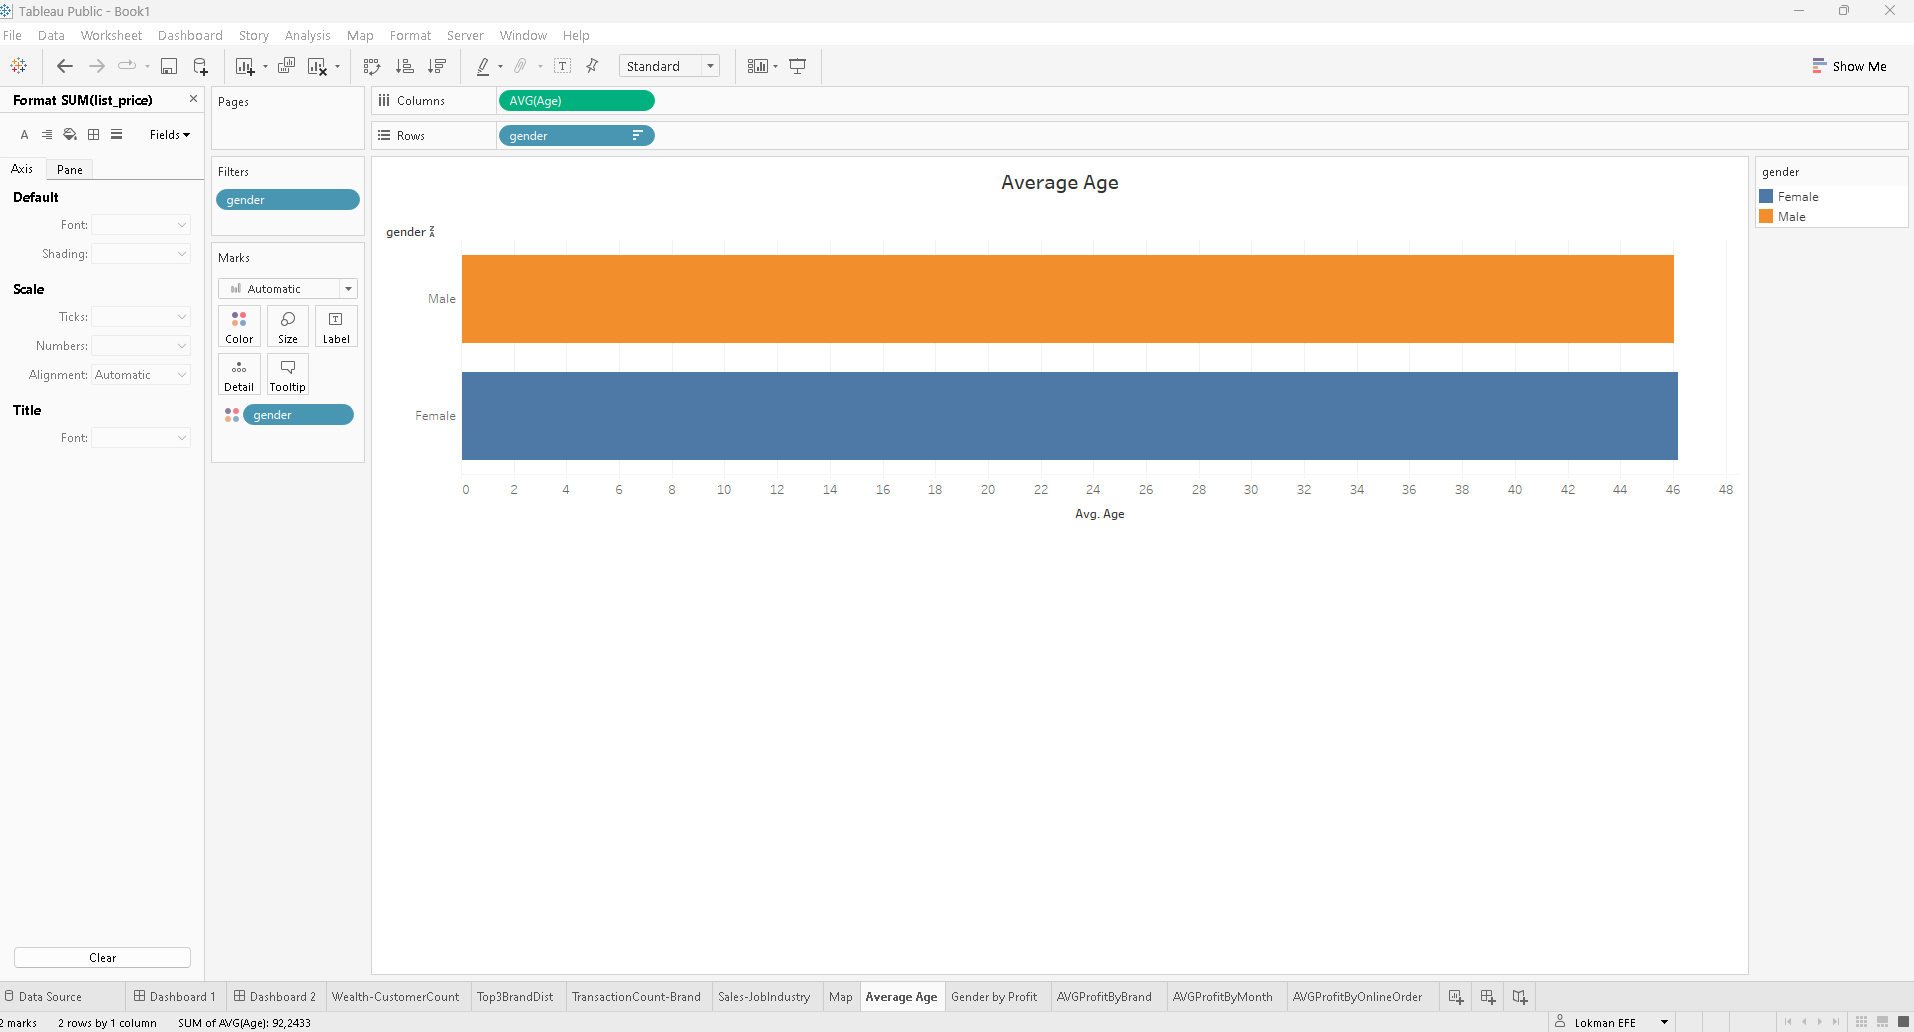 Tableau Public - Book1
File Data Worksheet Dashboard Story Analysis Map Format Server Window Help
Standard
Show Me
Format SUM(list_price)
Fields
Axis Pane
Default
Font:
Shading:
Scale
Ticks:
Numbers:
Alignment: Automatic
Title
Font:
Clear
Pages
Filters
gender
Marks
Automatic
Color Size Label
Detail Tooltip
gender
Columns AVG(Age)
Rows gender
Average Age
gender
Male
Female
0 2 4 6 8 10 12 14 16 18 20 22 24 26 28 30 32 34 36 38 40 42 44 46 48
Avg. Age
gender
Female
Male
Data Source Dashboard 1 Dashboard 2 Wealth-CustomerCount Top3BrandDist TransactionCount-Brand Sales-JobIndustry Map Average Age Gender by Profit AVGProfitByBrand AVGProfitByMonth AVGProfitByOnlineOrder
2 marks 2 rows by 1 column SUM of AVG(Age): 92,2433 Lokman EFE